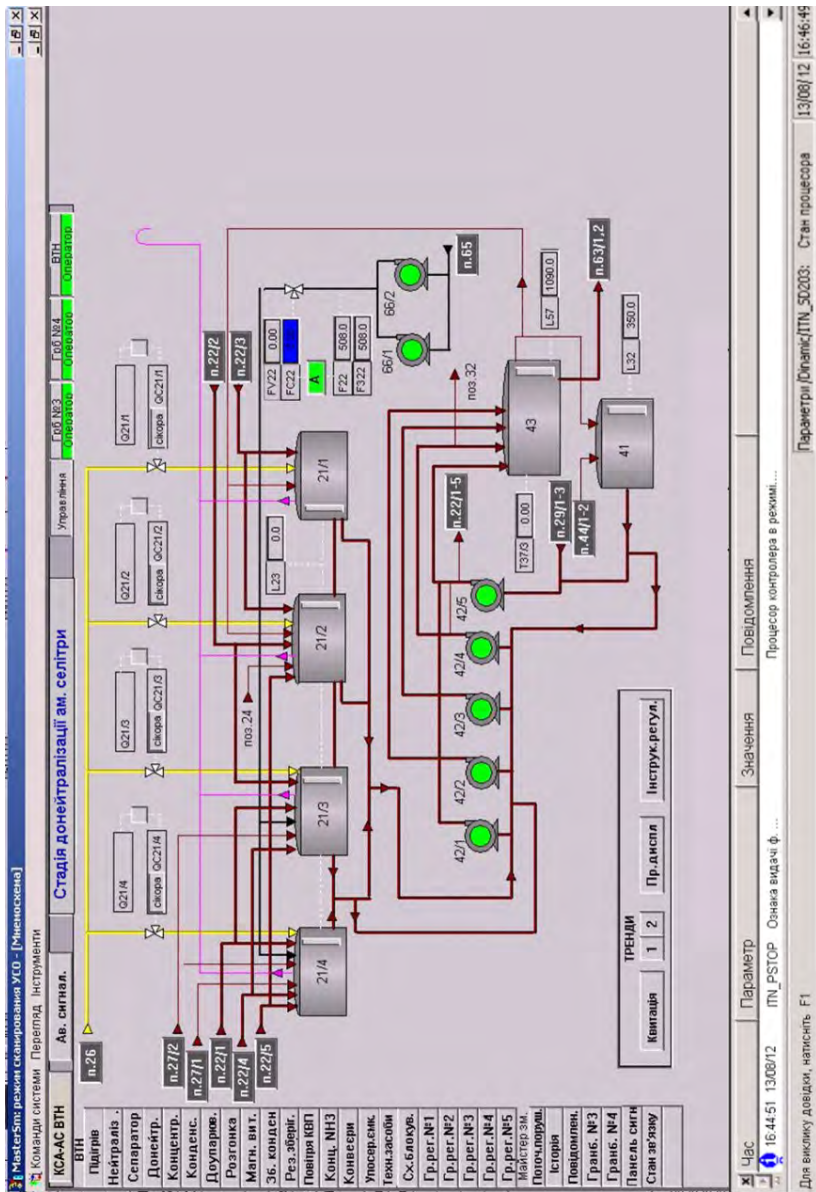 MasterSm: режим сканирования УСО - [Мнемосхема]
Команди системи Перегляд Інструменти
КСА-АС ВТН
Ав. сигнал.
Стадія донейтралізації ам. селітри
Управління
Гоб №3
Гоб №4
ВТН
Оператор
Оператор
Оператор
ВТН
Підігрів
Нейтраліз .
Сепаратор
Донейтр.
Концентр.
Конденс.
Доупарюв.
Розгонка
Магн. вит.
Зб. конден
Рез.зберіг.
Повітря КВП
Конц. NH3
Конвеєри
Упосер.емк.
Техн.засоби
Сх.блокув.
Гр.рег.№1
Гр.рег.№2
Гр.рег.№3
Гр.рег.№4
Гр.рег.№5
Майстер.зм.
Поточ.поруш.
Історія
Повідомлен.
Гранб. №3
Гранб. №4
Панель сигн
Стан зв'язку
п.26
Q21/4
Q21/3
Q21/2
Q21/1
сікора QC21/4
сікора QC21/3
сікора QC21/2
сікора QC21/1
п.27/2
п.27/1
п.22/1
п.22/4
п.22/5
поз.24
п.22/2
п.22/3
L23 0.0
FV22 0.00
FC22
A
F22 508.0
F322 508.0
21/4
21/3
21/2
21/1
66/1
66/2
п.65
поз.32
п.22/1-5
42/1
42/2
42/3
42/4
42/5
T37/3 0.00
43
L57 1090.0
п.29/1-3
п.44/1-2
п.63/1,2
41
L32 350.0
ТРЕНДИ
Квитація 1 2 Пр.диспл Інструк.регул.
Час Параметр Значення Повідомлення
16:44:51 13/08/12 ITN_PSTOP Ознака видачі ф. ... Процесор контролера в режимі....
Для виклику довідки, натисніть F1
Параметри /Dinamic/ITN_SD203: Стан процесора 13/08/ 12 16:46:49